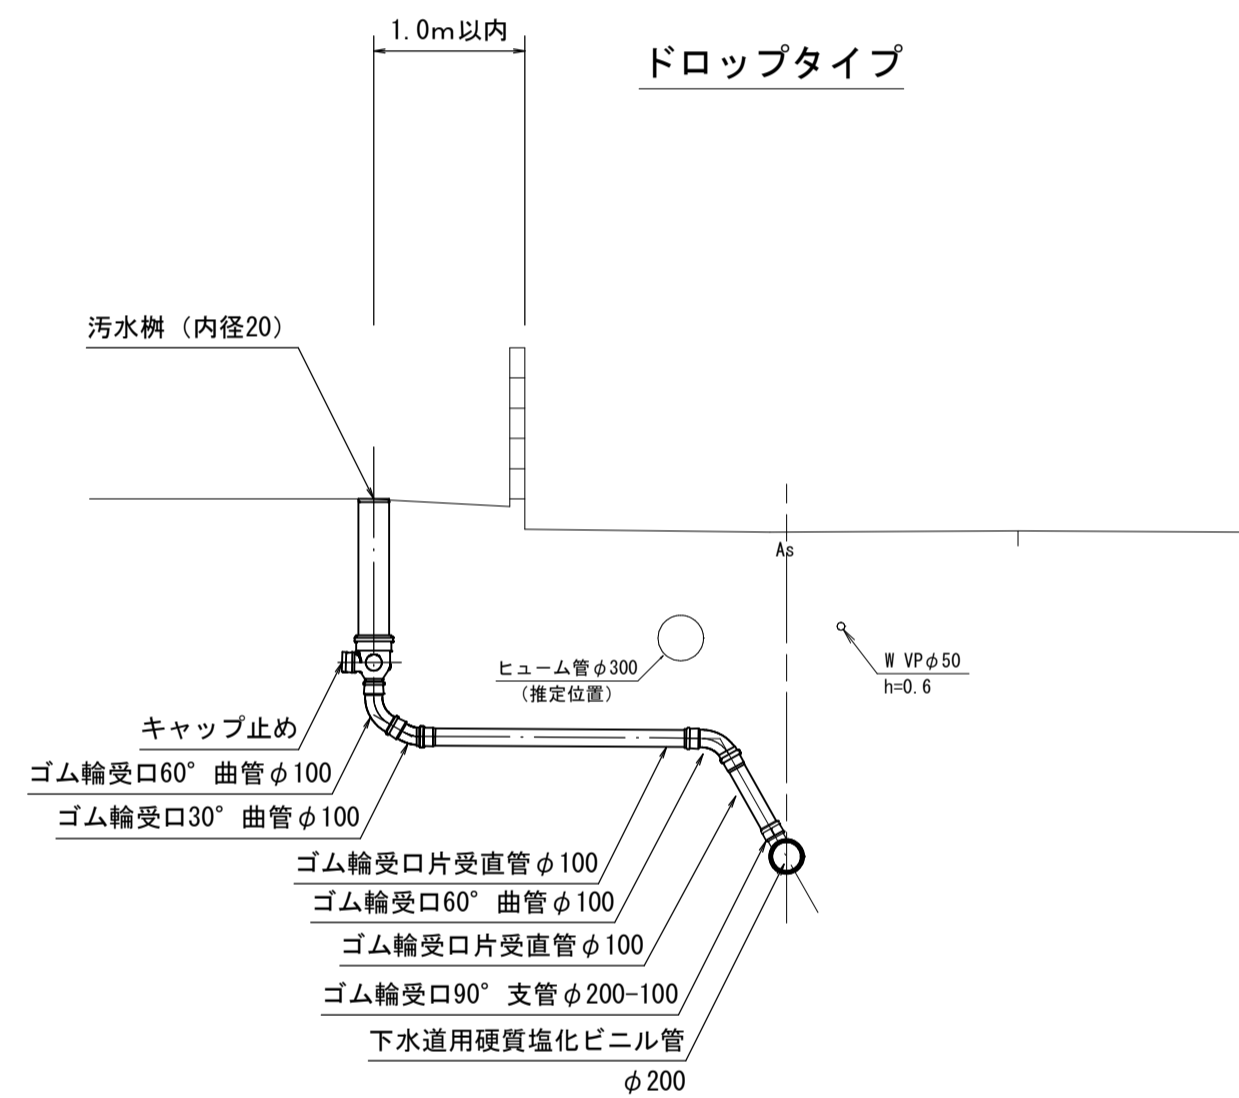 1.0m以内
ドロップタイプ
汚水桝（内径20）
As
ヒューム管φ300
（推定位置）
W VPφ50
h=0.6
キャップ止め
ゴム輪受口60°曲管φ100
ゴム輪受口30°曲管φ100
ゴム輪受口片受直管φ100
ゴム輪受口60°曲管φ100
ゴム輪受口片受直管φ100
ゴム輪受口90°支管φ200-100
下水道用硬質塩化ビニル管
φ200